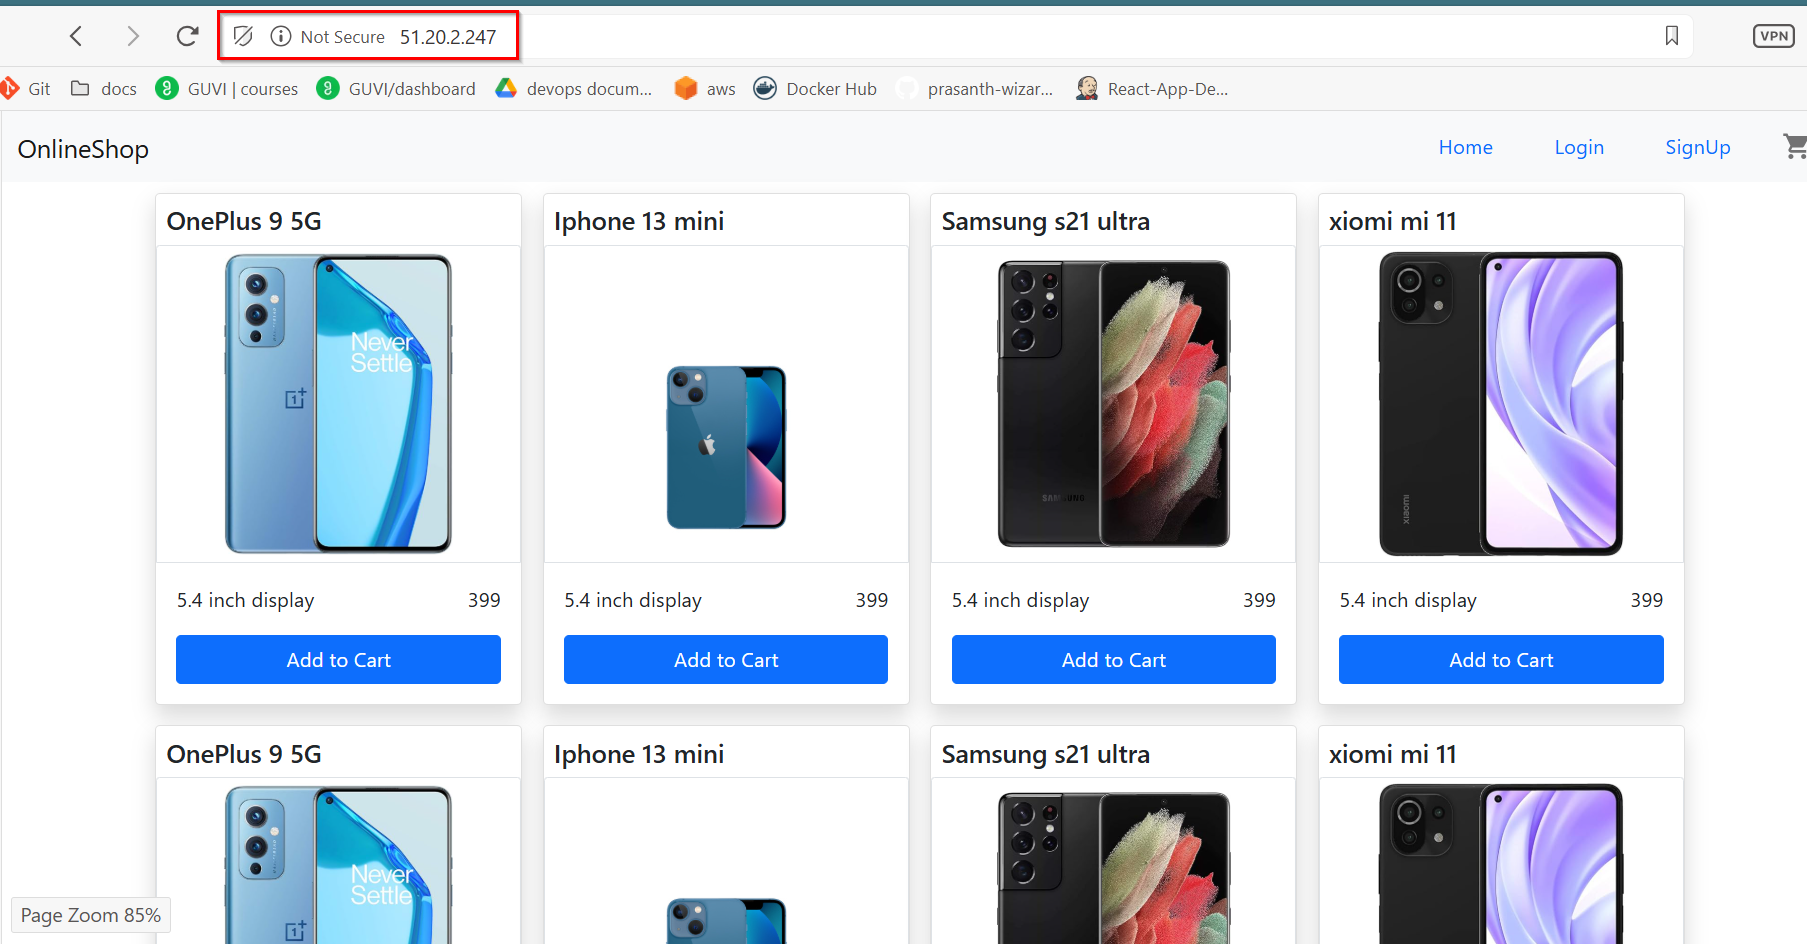 Not Secure 51.20.2.247
VPN
Git docs GUVI | courses GUVI/dashboard devops docum... aws Docker Hub prasanth-wizar... React-App-De...
OnlineShop Home Login SignUp
OnePlus 9 5G Iphone 13 mini Samsung s21 ultra xiomi mi 11
Never
Settle
SAMSUNG
xiaomi
5.4 inch display 399 5.4 inch display 399 5.4 inch display 399 5.4 inch display 399
Add to Cart Add to Cart Add to Cart Add to Cart
OnePlus 9 5G Iphone 13 mini Samsung s21 ultra xiomi mi 11
Never
Settle
Page Zoom 85%